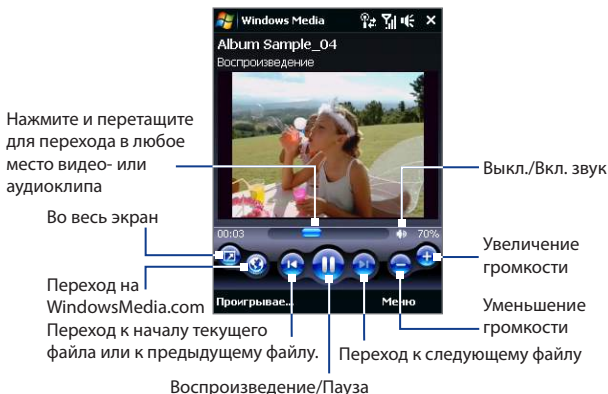 Windows Media
Album Sample_04
Воспроизведение
Нажмите и перетащите
для перехода в любое
место видео- или
аудиоклипа
Выкл./Вкл. звук
Во весь экран
00:03
70%
Увеличение
громкости
Переход на
WindowsMedia.com
Проигрывае...
Меню
Уменьшение
громкости
Переход к началу текущего
файла или к предыдущему файлу.
Переход к следующему файлу
Воспроизведение/Пауза